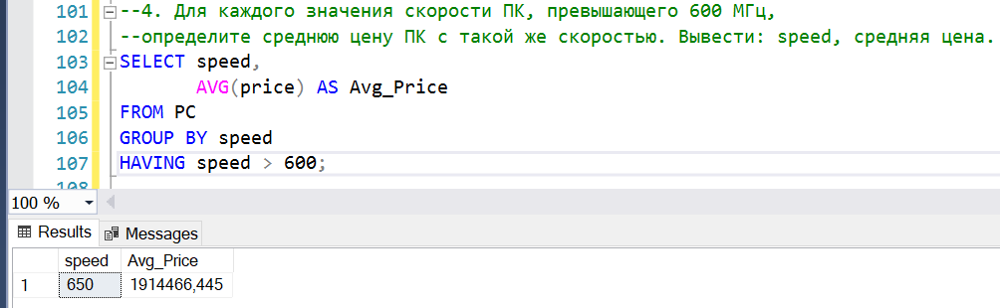 101 --4. Для каждого значения скорости ПК, превышающего 600 МГц,
102 --определите среднюю цену ПК с такой же скоростью. Вывести: speed, средняя цена.
103 SELECT speed,
104 AVG(price) AS Avg_Price
105 FROM PC
106 GROUP BY speed
107 HAVING speed > 600;
108
100 %
Results Messages
speed Avg_Price
1 650 1914466,445